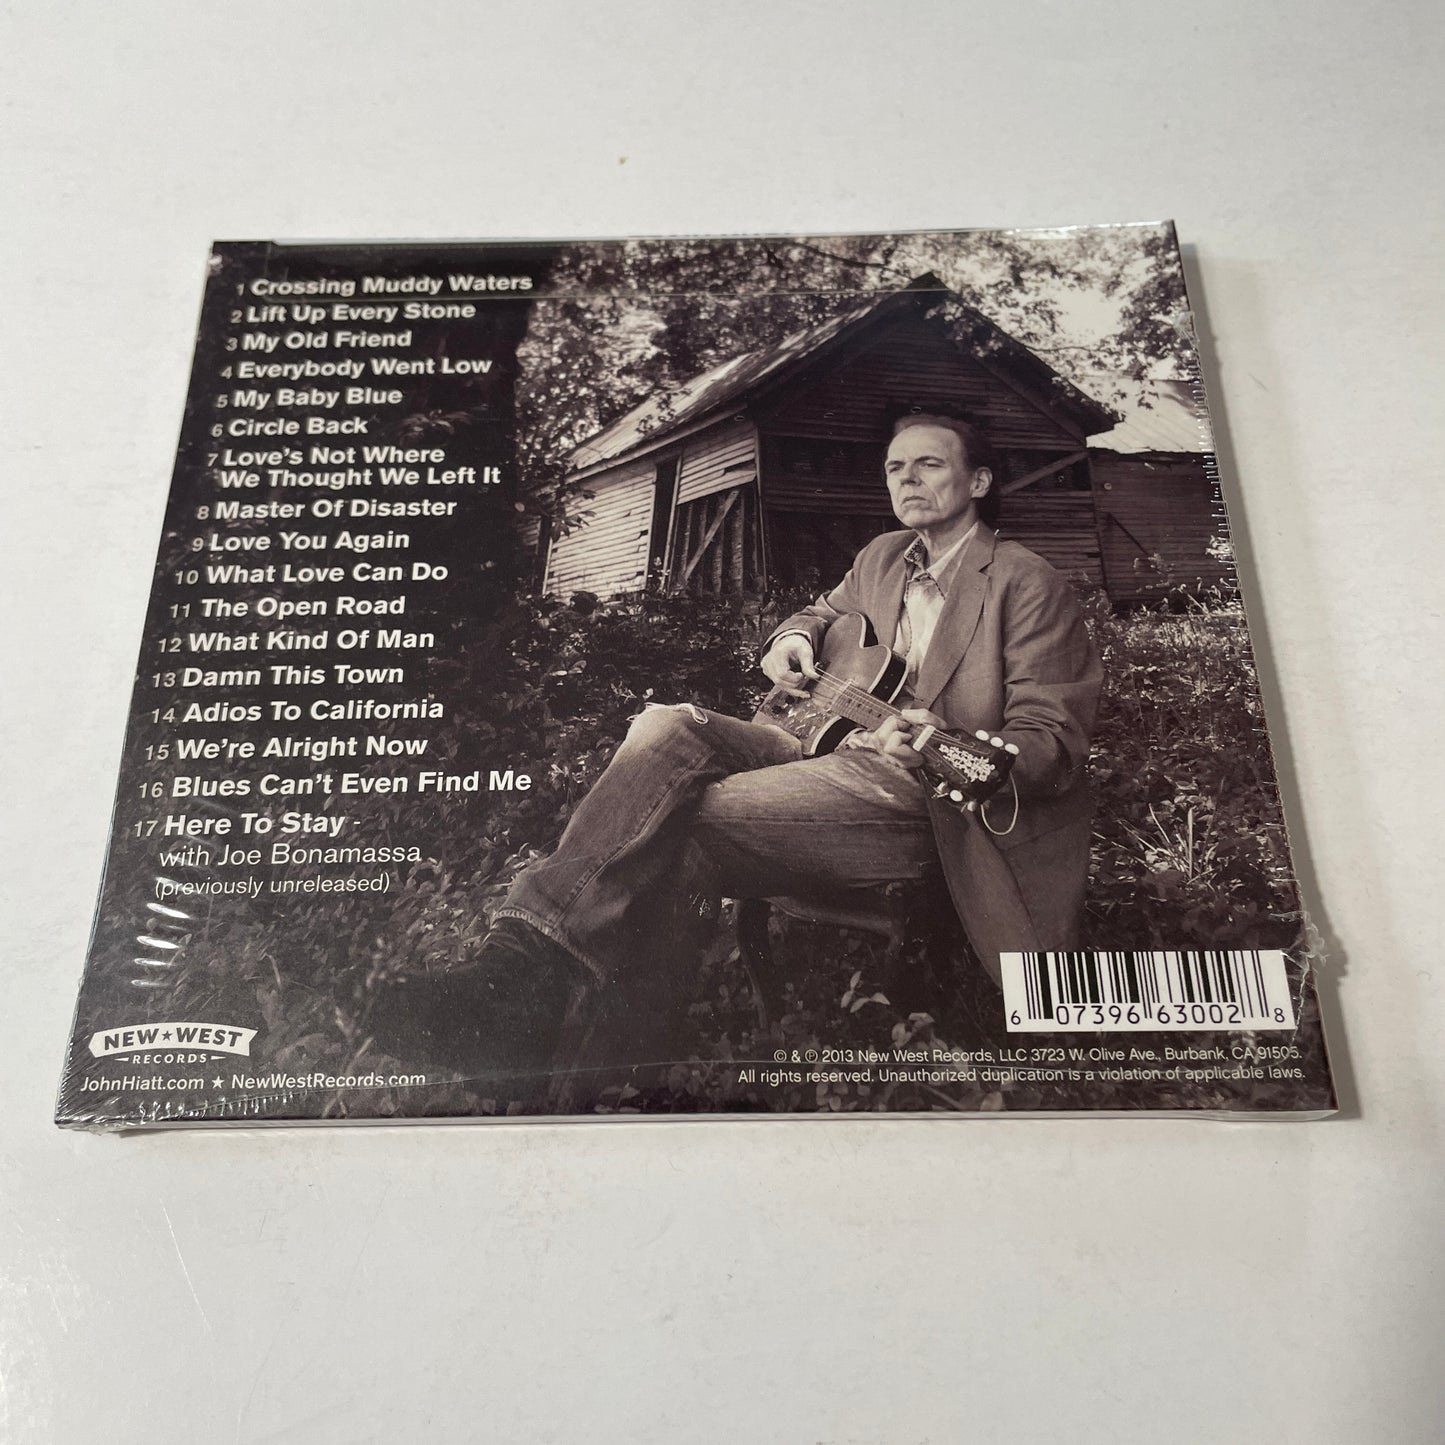 1 Crossing Muddy Waters
2 Lift Up Every Stone
3 My Old Friend
4 Everybody Went Low
5 My Baby Blue
6 Circle Back
7 Love's Not Where
We Thought We Left It
8 Master Of Disaster
9 Love You Again
10 What Love Can Do
11 The Open Road
12 What Kind Of Man
13 Damn This Town
14 Adios To California
15 We're Alright Now
16 Blues Can't Even Find Me
17 Here To Stay -
with Joe Bonamassa
(previously unreleased)
NEW★WEST
RECORDS
JohnHiatt.com ★ NewWestRecords.com
6 07396 63002 8
© & ℗ 2013 New West Records, LLC 3723 W. Olive Ave., Burbank, CA 91505.
All rights reserved. Unauthorized duplication is a violation of applicable laws.